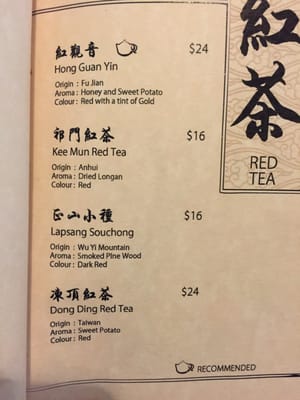 紅觀音 $24
Hong Guan Yin
Origin : Fu Jian
Aroma : Honey and Sweet Potato
Colour : Red with a tint of Gold
祁門紅茶 $16
Kee Mun Red Tea
Origin : Anhui
Aroma : Dried Longan
Colour : Red
正山小種 $16
Lapsang Souchong
Origin : Wu Yi Mountain
Aroma : Smoked PIne Wood
Colour : Dark Red
凍頂紅茶 $24
Dong Ding Red Tea
Origin : Taiwan
Aroma : Sweet Potato
Colour : Red
紅茶
RED
TEA
RECOMMENDED